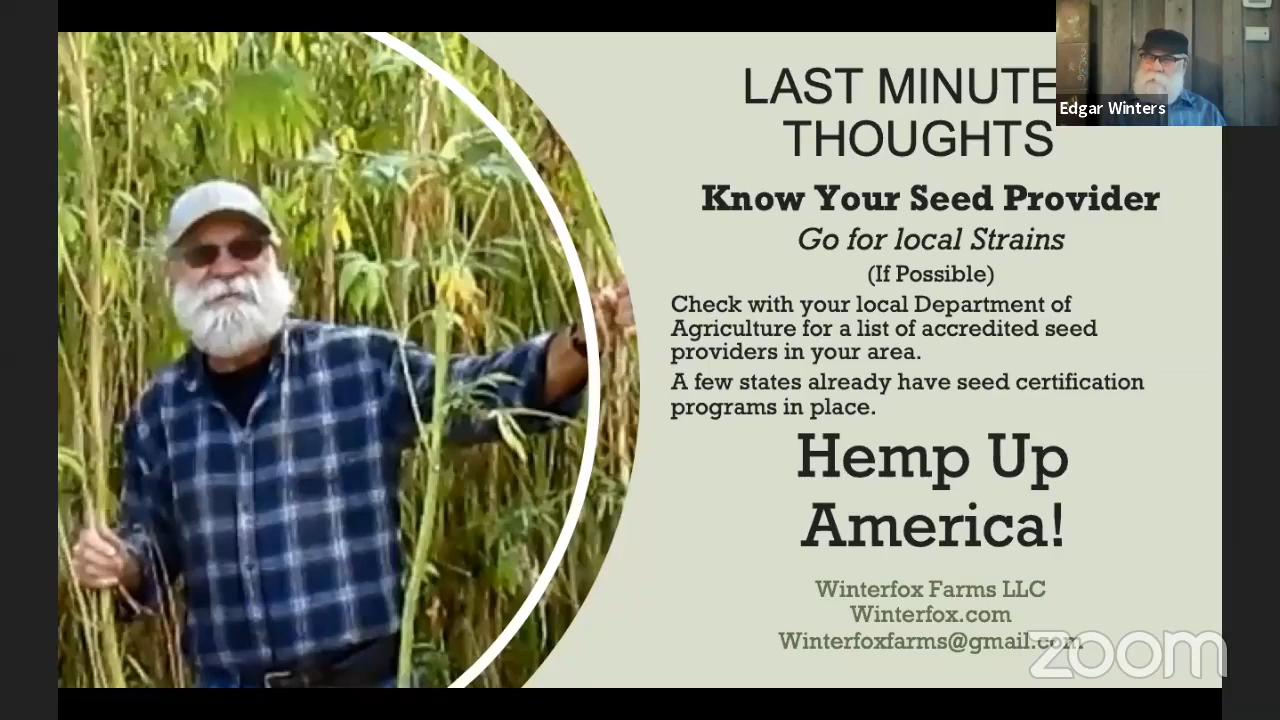 LAST MINUTE
THOUGHTS
Edgar Winters
Know Your Seed Provider
Go for local Strains
(If Possible)
Check with your local Department of
Agriculture for a list of accredited seed
providers in your area.
A few states already have seed certification
programs in place.
Hemp Up
America!
Winterfox Farms LLC
Winterfox.com
Winterfoxfarms@gmail.com
zoom